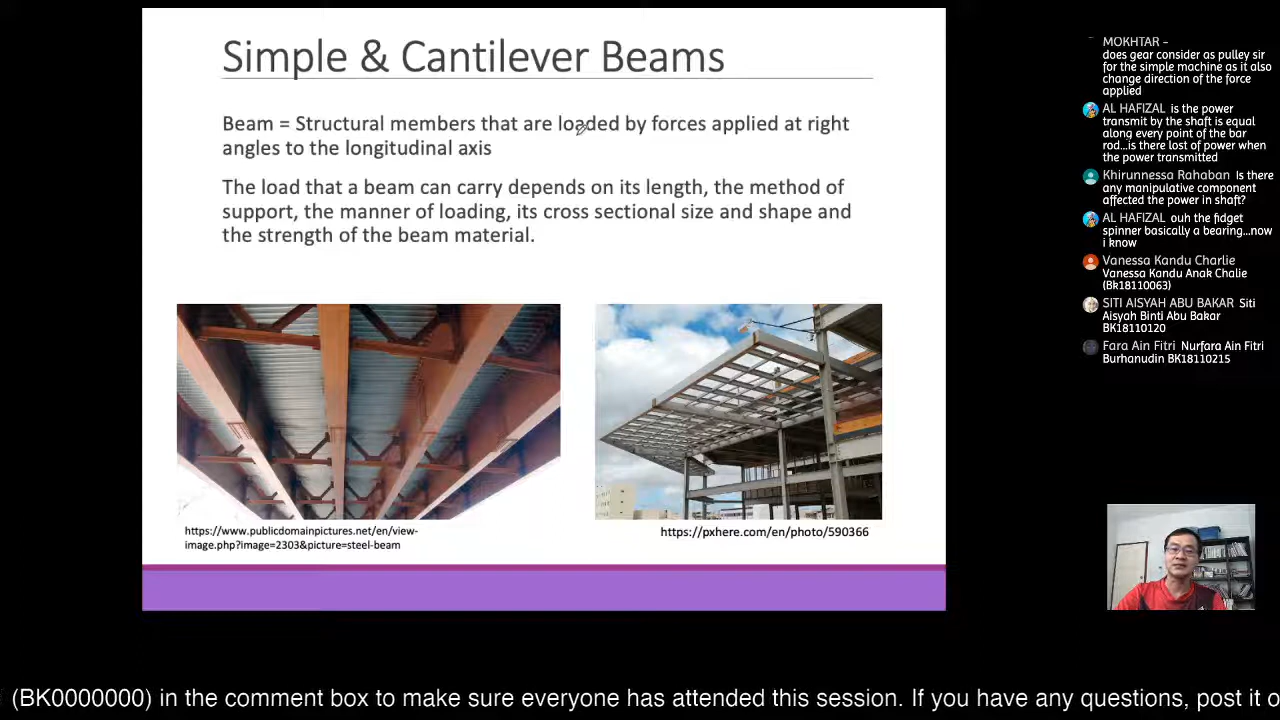 Simple & Cantilever Beams
Beam = Structural members that are loaded by forces applied at right
angles to the longitudinal axis
The load that a beam can carry depends on its length, the method of
support, the manner of loading, its cross sectional size and shape and
the strength of the beam material.
https://www.publicdomainpictures.net/en/view-
image.php?image=2303&picture=steel-beam
https://pxhere.com/en/photo/590366
MOKHTAR -
does gear consider as pulley sir
for the simple machine as it also
change direction of the force
applied
AL HAFIZAL is the power
transmit by the shaft is equal
along every point of the bar
rod...is there lost of power when
the power transmitted
Khirunnessa Rahaban Is there
any manipulative component
affected the power in shaft?
AL HAFIZAL ouh the fidget
spinner basically a bearing...now
i know
Vanessa Kandu Charlie
Vanessa Kandu Anak Chalie
(Bk18110063)
SITI AISYAH ABU BAKAR Siti
Aisyah Binti Abu Bakar
BK18110120
Fara Ain Fitri Nurfara Ain Fitri
Burhanudin BK18110215
(BK0000000) in the comment box to make sure everyone has attended this session. If you have any questions, post it o